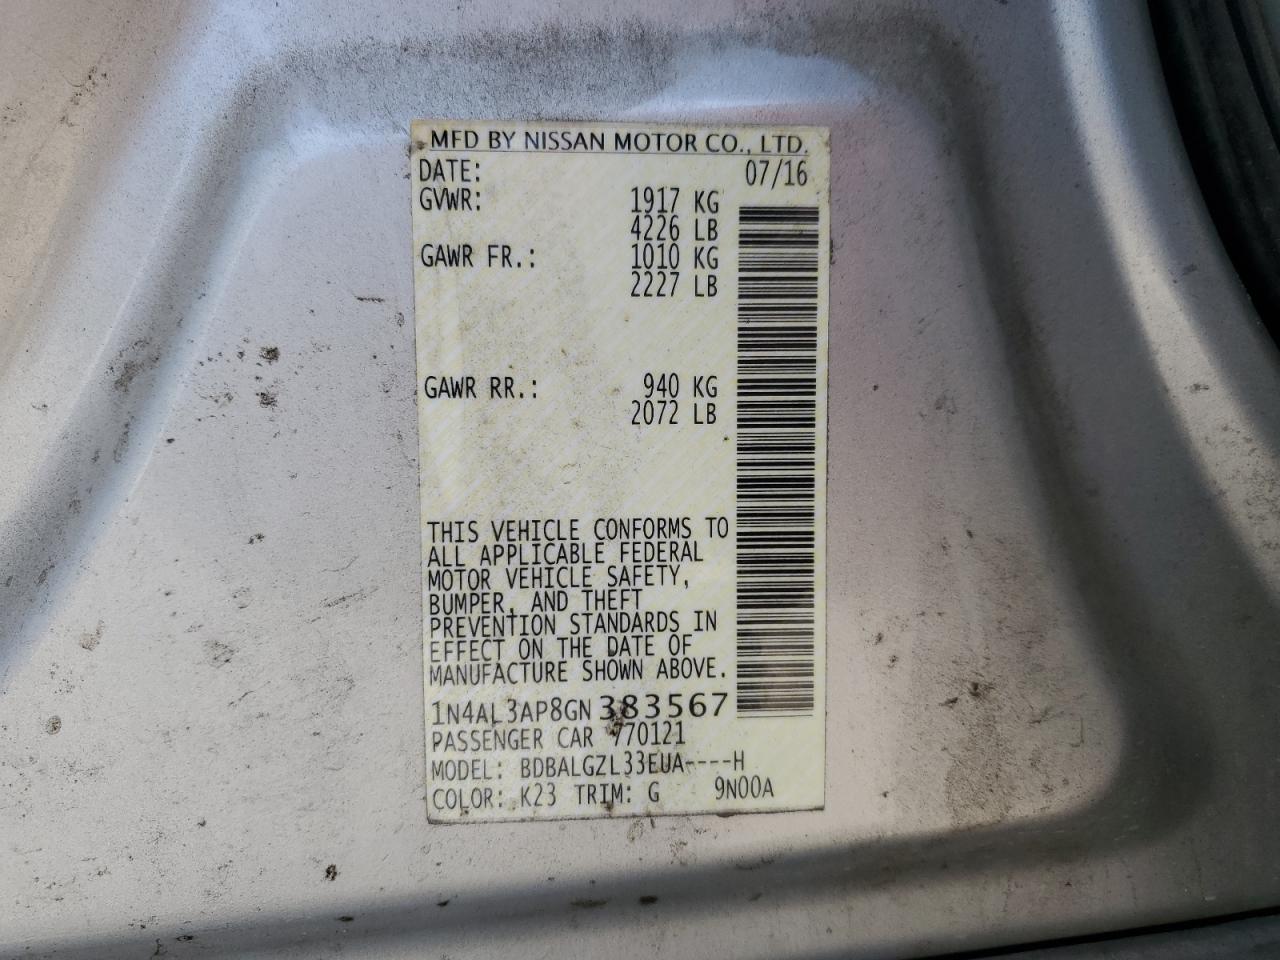 MFD BY NISSAN MOTOR CO., LTD.
DATE: 07/16
GVWR: 1917 KG
4226 LB
GAWR FR.: 1010 KG
2227 LB
GAWR RR.: 940 KG
2072 LB
THIS VEHICLE CONFORMS TO
ALL APPLICABLE FEDERAL
MOTOR VEHICLE SAFETY,
BUMPER, AND THEFT
PREVENTION STANDARDS IN
EFFECT ON THE DATE OF
MANUFACTURE SHOWN ABOVE.
1N4AL3AP8GN383567
PASSENGER CAR 770121
MODEL: BDBALGZL33EUA----H
COLOR: K23 TRIM: G 9N00A